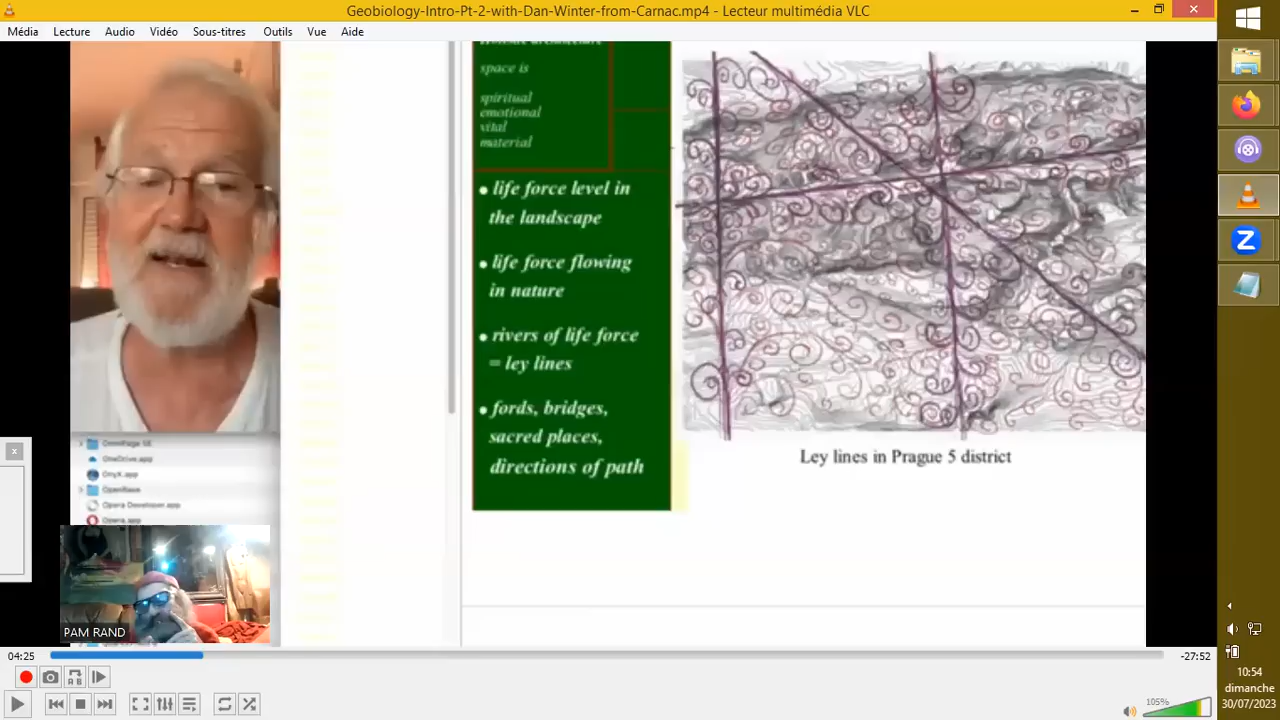 Geobiology-Intro-Pt-2-with-Dan-Winter-from-Carnac.mp4 - Lecteur multimédia VLC
Média Lecture Audio Vidéo Sous-titres Outils Vue Aide
space is
spiritual
emotional
vital
material
• life force level in
the landscape
• life force flowing
in nature
• rivers of life force
= ley lines
• fords, bridges,
sacred places,
directions of path
Ley lines in Prague 5 district
OneDrive.app
OnyX.app
Opera Developer.app
Opera.app
PAM RAND
04:25
-27:52
105%
10:54
dimanche
30/07/2023